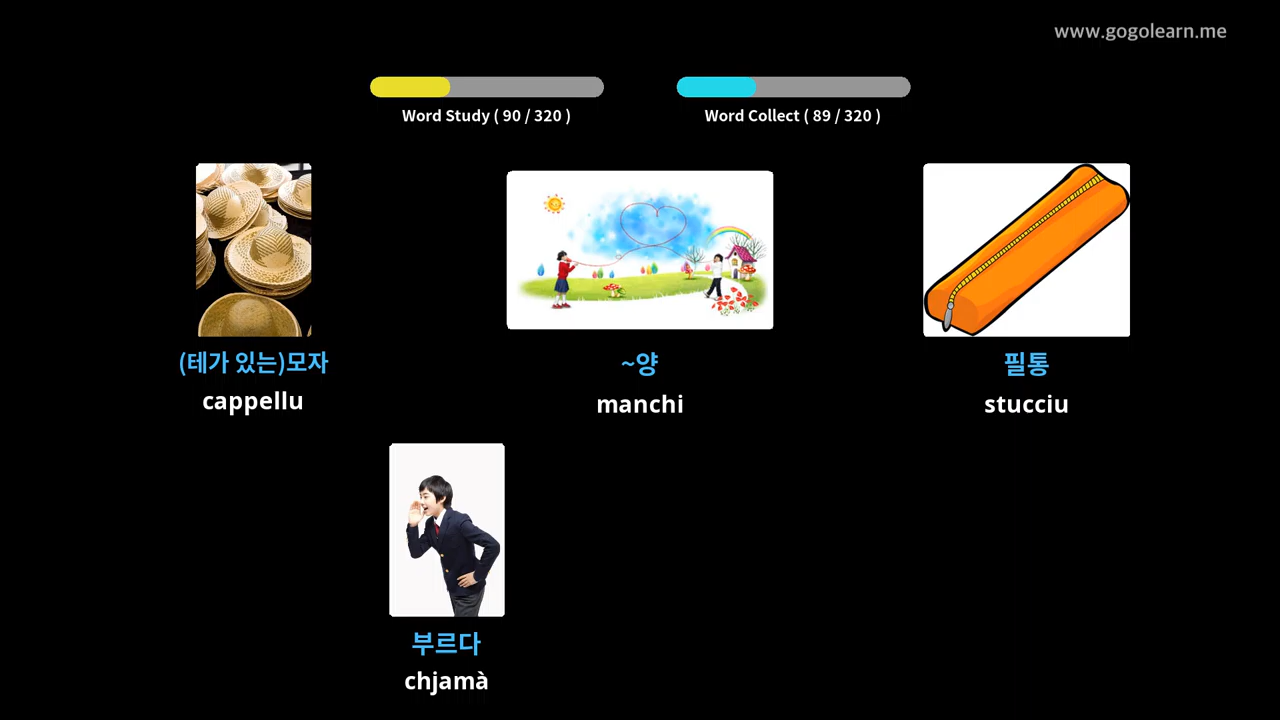 www.gogolearn.me
Word Study ( 90 / 320 )
Word Collect ( 89 / 320 )
(테가 있는)모자
cappellu
~양
manchi
필통
stucciu
부르다
chjamà